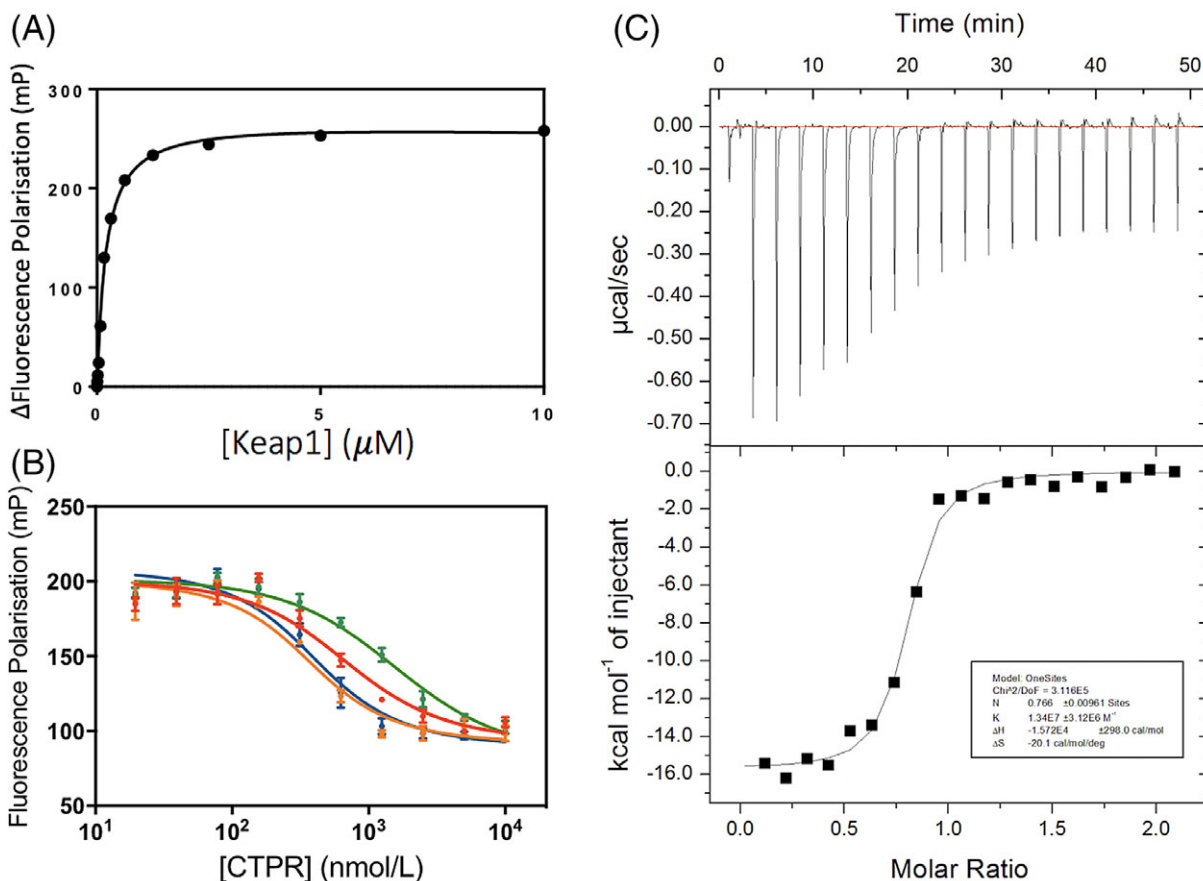 (A)
300
200
100
0
ΔFluorescence Polarisation (mP)
0 5 10
[Keap1] (μM)
(B)
250
200
150
100
50
Fluorescence Polarisation (mP)
10¹ 10² 10³ 10⁴
[CTPR] (nmol/L)
(C)
Time (min)
0 10 20 30 40 50
0.00
-0.10
-0.20
-0.30
-0.40
-0.50
-0.60
-0.70
μcal/sec
0.0
-2.0
-4.0
-6.0
-8.0
-10.0
-12.0
-14.0
-16.0
kcal mol⁻¹ of injectant
Model: OneSites
Chi^2/DoF = 3.116E5
N 0.766 ±0.00961 Sites
K 1.34E7 ±3.12E6 M⁻¹
ΔH -1.572E4 ±298.0 cal/mol
ΔS -20.1 cal/mol/deg
0.0 0.5 1.0 1.5 2.0
Molar Ratio